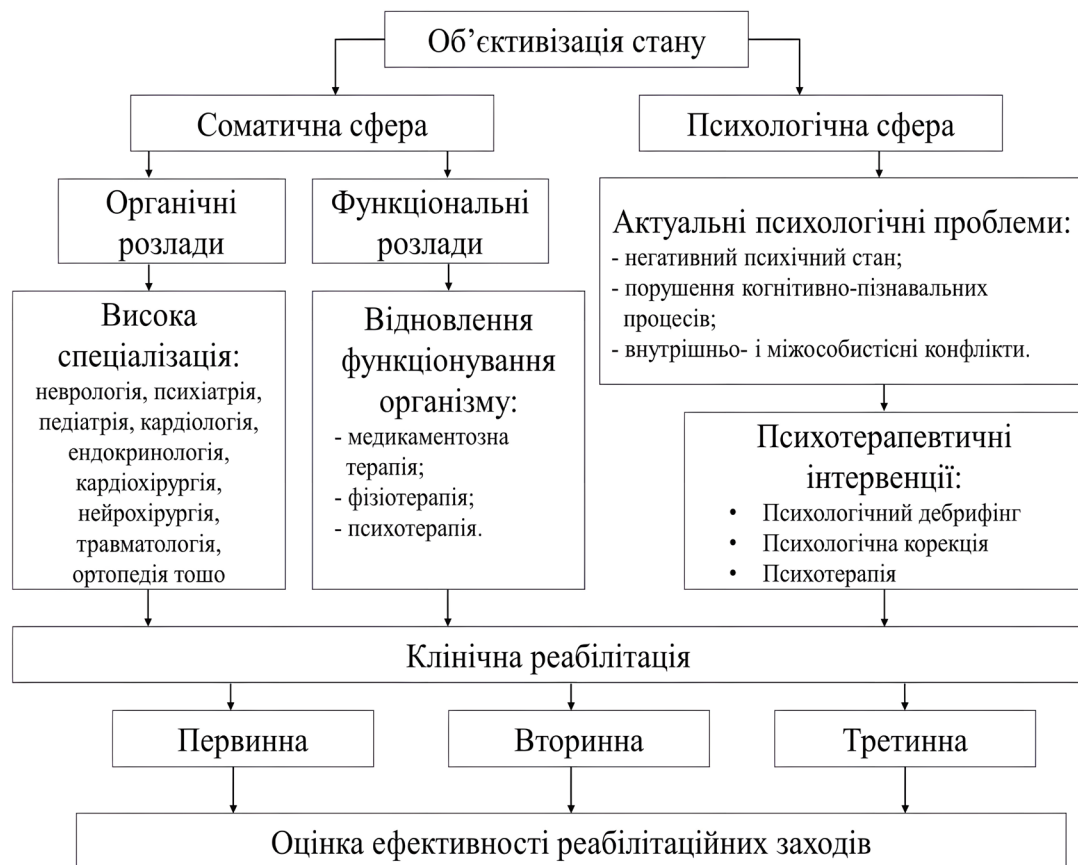 Об’єктивізація стану
Соматична сфера
Психологічна сфера
Органічні
розлади
Функціональні
розлади
Актуальні психологічні проблеми:
- негативний психічний стан;
- порушення когнітивно-пізнавальних
процесів;
- внутрішньо- і міжособистісні конфлікти.
Висока
спеціалізація:
неврологія, психіатрія,
педіатрія, кардіологія,
ендокринологія,
кардіохірургія,
нейрохірургія,
травматологія,
ортопедія тошо
Відновлення
функціонування
організму:
- медикаментозна
терапія;
- фізіотерапія;
- психотерапія.
Психотерапевтичні
інтервенції:
• Психологічний дебрифінг
• Психологічна корекція
• Психотерапія
Клінічна реабілітація
Первинна
Вторинна
Третинна
Оцінка ефективності реабілітаційних заходів